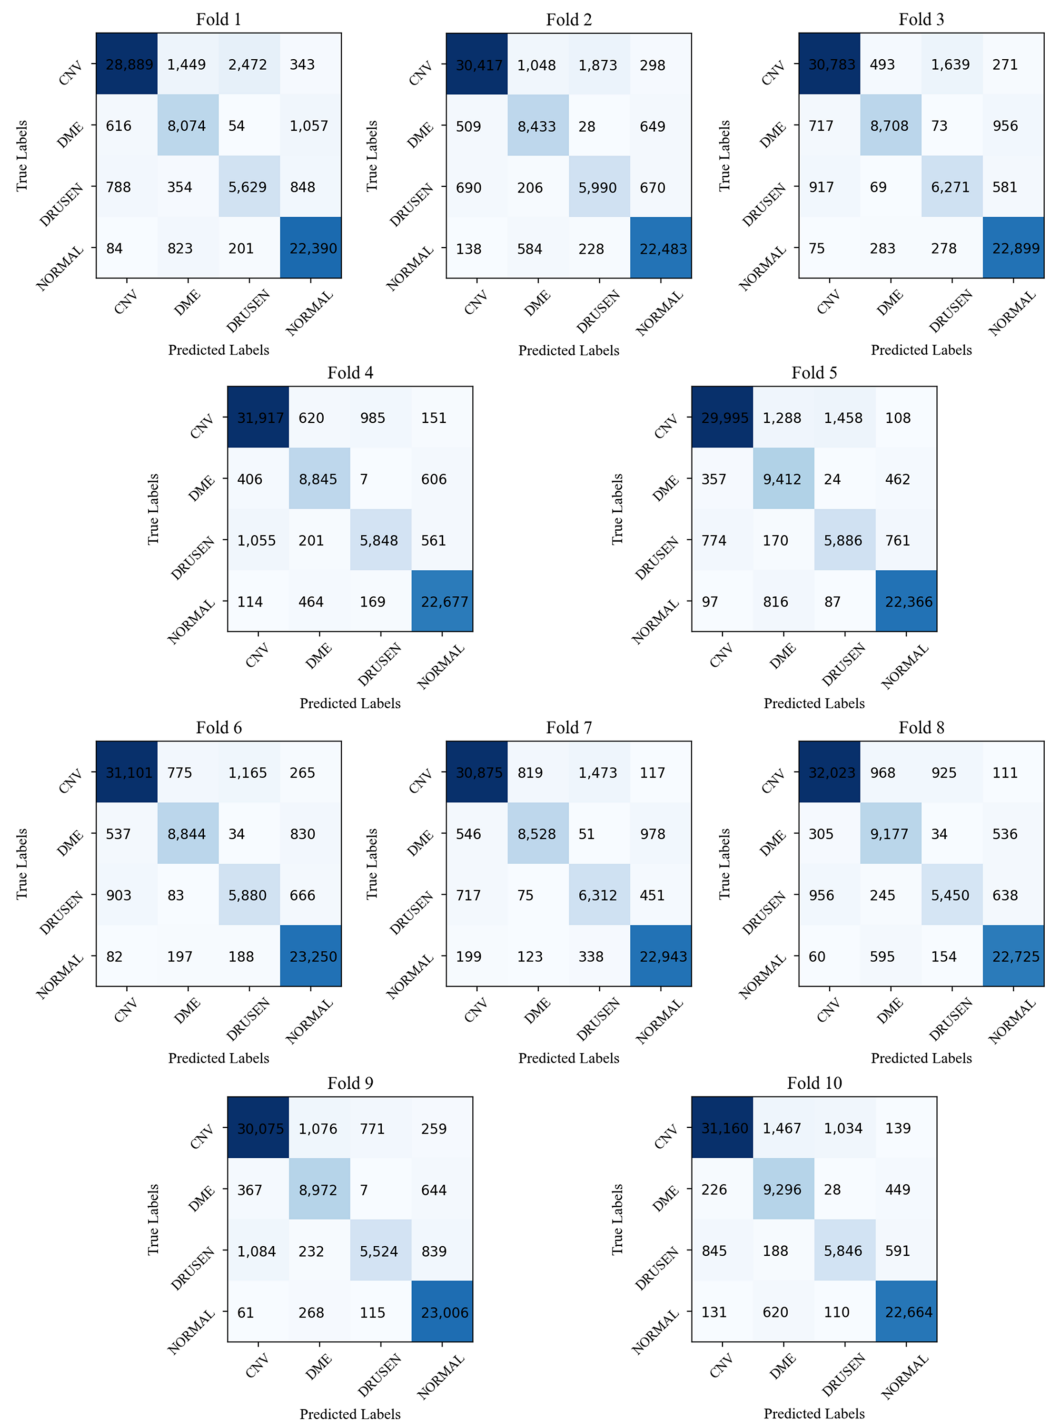 Fold 1
Fold 2
Fold 3
True Labels
CNV 28,889 1,449 2,472 343
DME 616 8,074 54 1,057
DRUSEN 788 354 5,629 848
NORMAL 84 823 201 22,390
CNV DME DRUSEN NORMAL
Predicted Labels
True Labels
CNV 30,417 1,048 1,873 298
DME 509 8,433 28 649
DRUSEN 690 206 5,990 670
NORMAL 138 584 228 22,483
CNV DME DRUSEN NORMAL
Predicted Labels
True Labels
CNV 30,783 493 1,639 271
DME 717 8,708 73 956
DRUSEN 917 69 6,271 581
NORMAL 75 283 278 22,899
CNV DME DRUSEN NORMAL
Predicted Labels
Fold 4
Fold 5
True Labels
CNV 31,917 620 985 151
DME 406 8,845 7 606
DRUSEN 1,055 201 5,848 561
NORMAL 114 464 169 22,677
CNV DME DRUSEN NORMAL
Predicted Labels
True Labels
CNV 29,995 1,288 1,458 108
DME 357 9,412 24 462
DRUSEN 774 170 5,886 761
NORMAL 97 816 87 22,366
CNV DME DRUSEN NORMAL
Predicted Labels
Fold 6
Fold 7
Fold 8
True Labels
CNV 31,101 775 1,165 265
DME 537 8,844 34 830
DRUSEN 903 83 5,880 666
NORMAL 82 197 188 23,250
CNV DME DRUSEN NORMAL
Predicted Labels
True Labels
CNV 30,875 819 1,473 117
DME 546 8,528 51 978
DRUSEN 717 75 6,312 451
NORMAL 199 123 338 22,943
CNV DME DRUSEN NORMAL
Predicted Labels
True Labels
CNV 32,023 968 925 111
DME 305 9,177 34 536
DRUSEN 956 245 5,450 638
NORMAL 60 595 154 22,725
CNV DME DRUSEN NORMAL
Predicted Labels
Fold 9
Fold 10
True Labels
CNV 30,075 1,076 771 259
DME 367 8,972 7 644
DRUSEN 1,084 232 5,524 839
NORMAL 61 268 115 23,006
CNV DME DRUSEN NORMAL
Predicted Labels
True Labels
CNV 31,160 1,467 1,034 139
DME 226 9,296 28 449
DRUSEN 845 188 5,846 591
NORMAL 131 620 110 22,664
CNV DME DRUSEN NORMAL
Predicted Labels